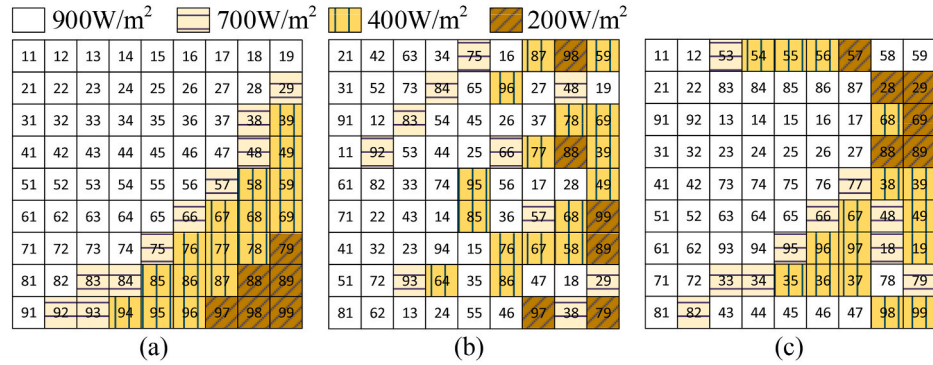 900W/m² 700W/m² 400W/m² 200W/m²
11 12 13 14 15 16 17 18 19
21 22 23 24 25 26 27 28 29
31 32 33 34 35 36 37 38 39
41 42 43 44 45 46 47 48 49
51 52 53 54 55 56 57 58 59
61 62 63 64 65 66 67 68 69
71 72 73 74 75 76 77 78 79
81 82 83 84 85 86 87 88 89
91 92 93 94 95 96 97 98 99
(a)
21 42 63 34 75 16 87 98 59
31 52 73 84 65 96 27 48 19
91 12 83 54 45 26 37 78 69
11 92 53 44 25 66 77 88 39
61 82 33 74 95 56 17 28 49
71 22 43 14 85 36 57 68 99
41 32 23 94 15 76 67 58 89
51 72 93 64 35 86 47 18 29
81 62 13 24 55 46 97 38 79
(b)
11 12 53 54 55 56 57 58 59
21 22 83 84 85 86 87 28 29
91 92 13 14 15 16 17 68 69
31 32 23 24 25 26 27 88 89
41 42 73 74 75 76 77 38 39
51 52 63 64 65 66 67 48 49
61 62 93 94 95 96 97 18 19
71 72 33 34 35 36 37 78 79
81 82 43 44 45 46 47 98 99
(c)